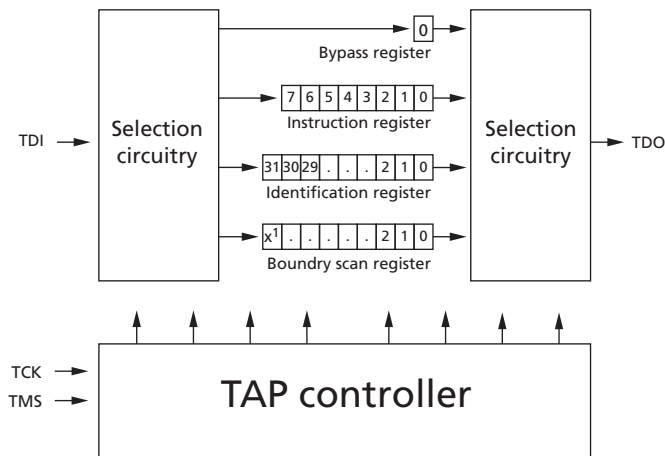 0
Bypass register
7 6 5 4 3 2 1 0
Instruction register
Selection
circuitry
Selection
circuitry
TDI
TDO
31 30 29 . . . 2 1 0
Identification register
x1 . . . . . 2 1 0
Boundry scan register
TCK
TMS
TAP controller